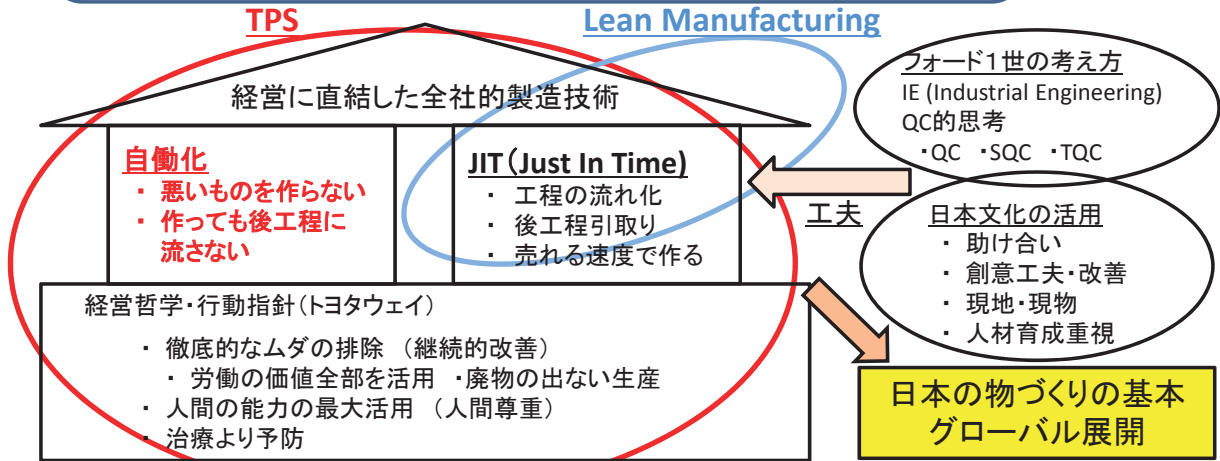 TPS
Lean Manufacturing
経営に直結した全社的製造技術
自働化
・ 悪いものを作らない
・ 作っても後工程に
流さない
JIT（Just In Time)
・ 工程の流れ化
・ 後工程引取り
・ 売れる速度で作る
フォード１世の考え方
IE (Industrial Engineering)
QC的思考
・QC ・SQC ・TQC
工夫
日本文化の活用
・ 助け合い
・ 創意工夫・改善
・ 現地・現物
・ 人材育成重視
経営哲学・行動指針（トヨタウェイ）
・ 徹底的なムダの排除 （継続的改善）
・ 労働の価値全部を活用 ・廃物の出ない生産
・ 人間の能力の最大活用 （人間尊重）
・ 治療より予防
日本の物づくりの基本
グローバル展開